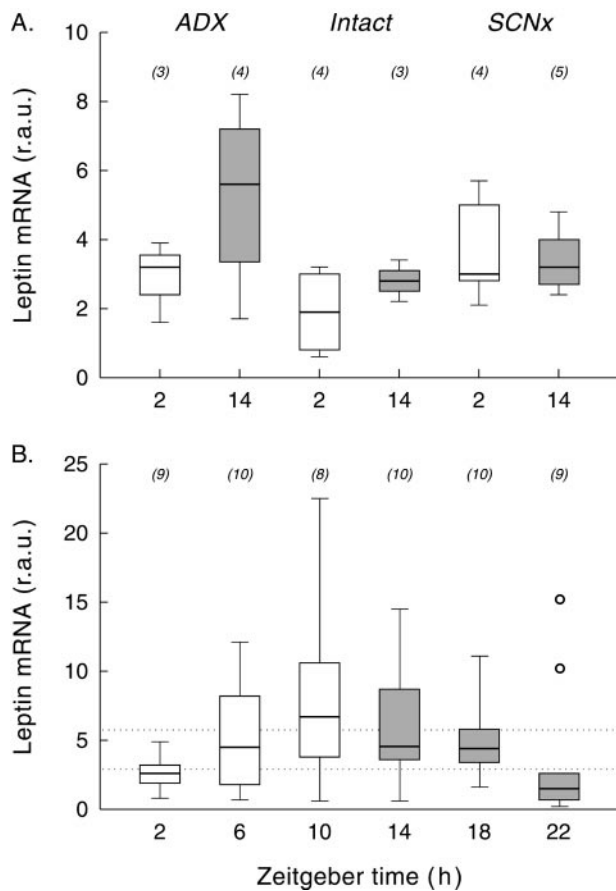 A.
ADX Intact SCNx
(3) (4) (4) (3) (4) (5)
Leptin mRNA (r.a.u.)
10
8
6
4
2
0
2 14 2 14 2 14
B.
(9) (10) (8) (10) (10) (9)
Leptin mRNA (r.a.u.)
25
20
15
10
5
0
2 6 10 14 18 22
Zeitgeber time (h)